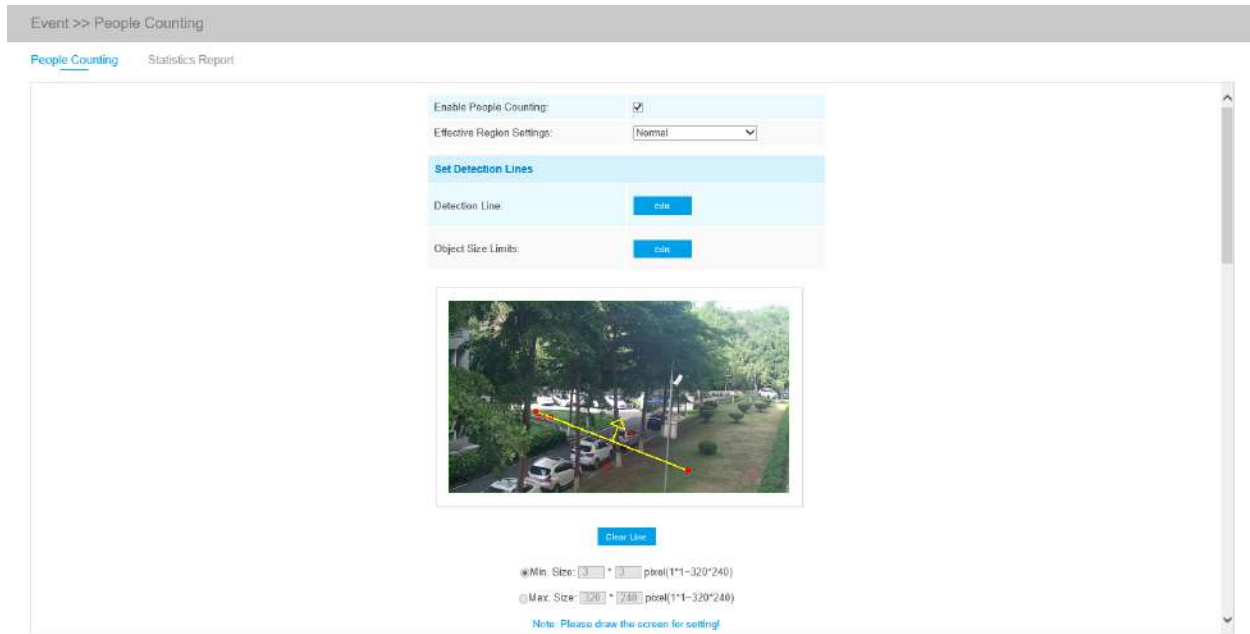 Event >> People Counting
People Counting Statistics Report
Enable People Counting:
Effective Region Settings: Normal
Set Detection Lines
Detection Line: Edit
Object Size Limits: Edit
Clear Line
Min. Size: 3 * 3 pixel(1*1~320*240)
Max. Size: 320 * 240 pixel(1*1~320*240)
Note: Please draw the screen for setting!